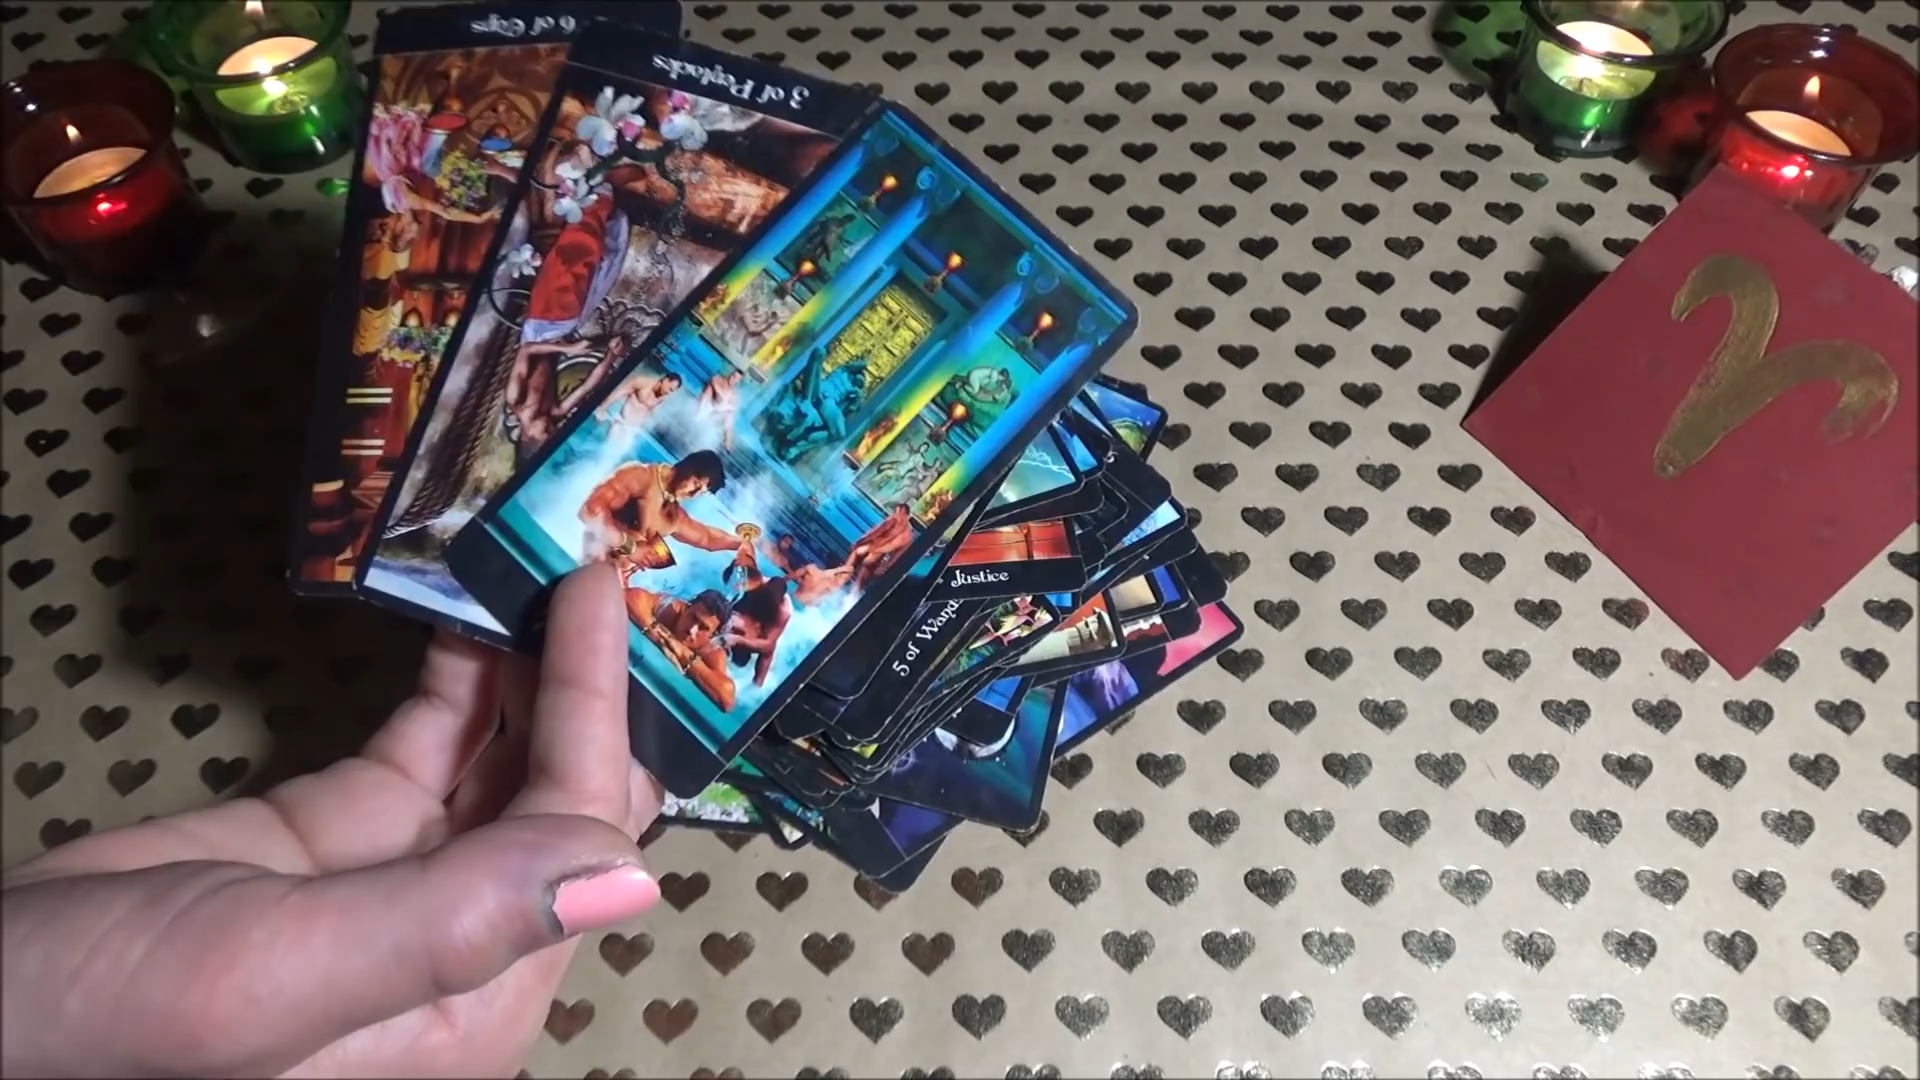 6 of Cups
3 of Pentacles
Justice
5 of Wands